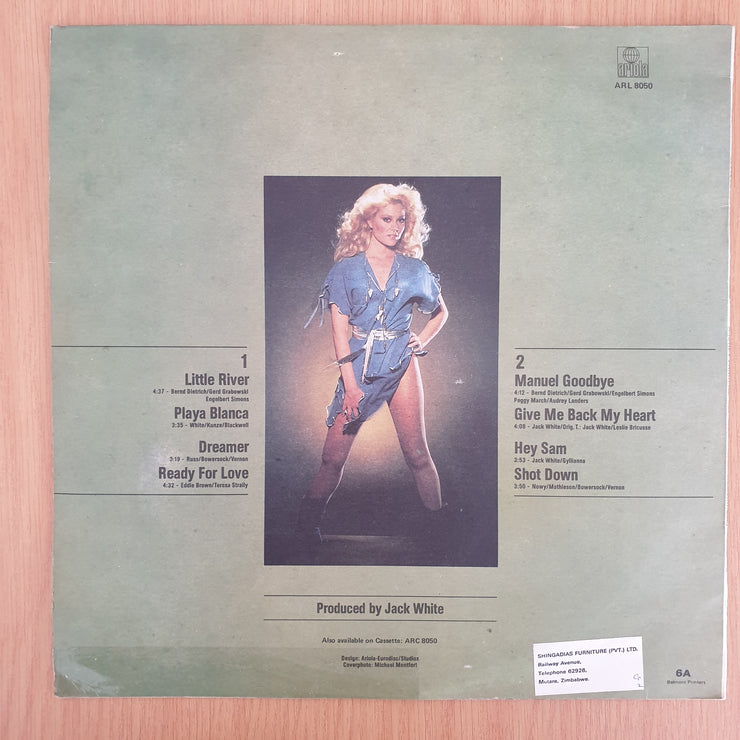 ariola
ARL 8050
1
Little River
4:37 - Bernd Dietrich/Gerd Grabowski
Engelbert Simons
Playa Blanca
3:35 - White/Kunze/Blackwell
Dreamer
3:19 - Russ/Bowersock/Vernon
Ready For Love
4:32 - Eddie Brown/Teresa Straily
2
Manuel Goodbye
4:12 - Bernd Dietrich/Gerd Grabowski/Engelbert Simons
Peggy March/Audrey Landers
Give Me Back My Heart
4:08 - Jack White/Orig. T.: Jack White/Leslie Bricusse
Hey Sam
3:53 - Jack White/Gyllianna
Shot Down
3:50 - Nowy/Mathieson/Bowersock/Vernon
Produced by Jack White
Also available on Cassette: ARC 8050
Design: Ariola-Eurodisc/Studios
Coverphoto: Michael Montfort
SHINGADIAS FURNITURE (PVT.) LTD.
Railway Avenue,
Telephone 62926,
Mutare, Zimbabwe.
6A
Belmont Printers